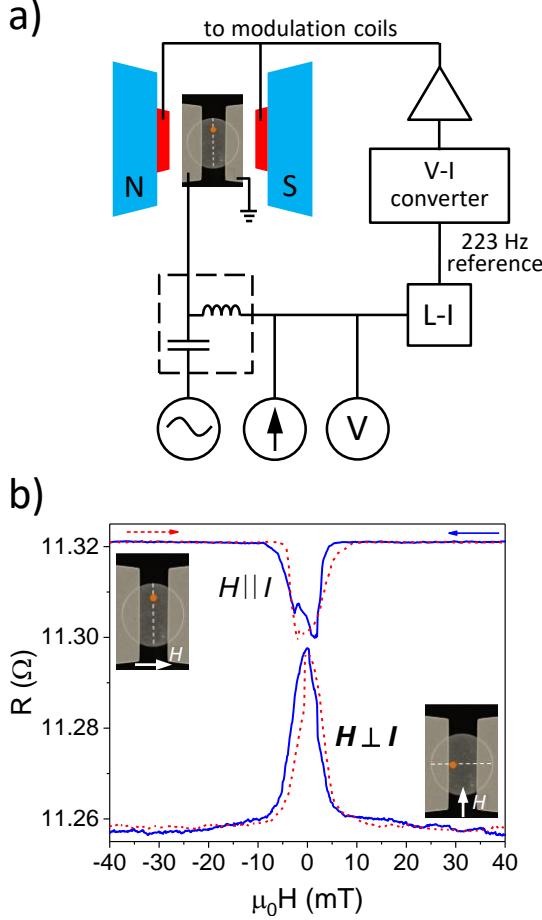 a)
to modulation coils
N
S
V-I
converter
223 Hz
reference
L-I
V
b)
H||I
H
H⊥I
H
R (Ω)
11.32
11.30
11.28
11.26
-40 -30 -20 -10 0 10 20 30 40
μ₀H (mT)